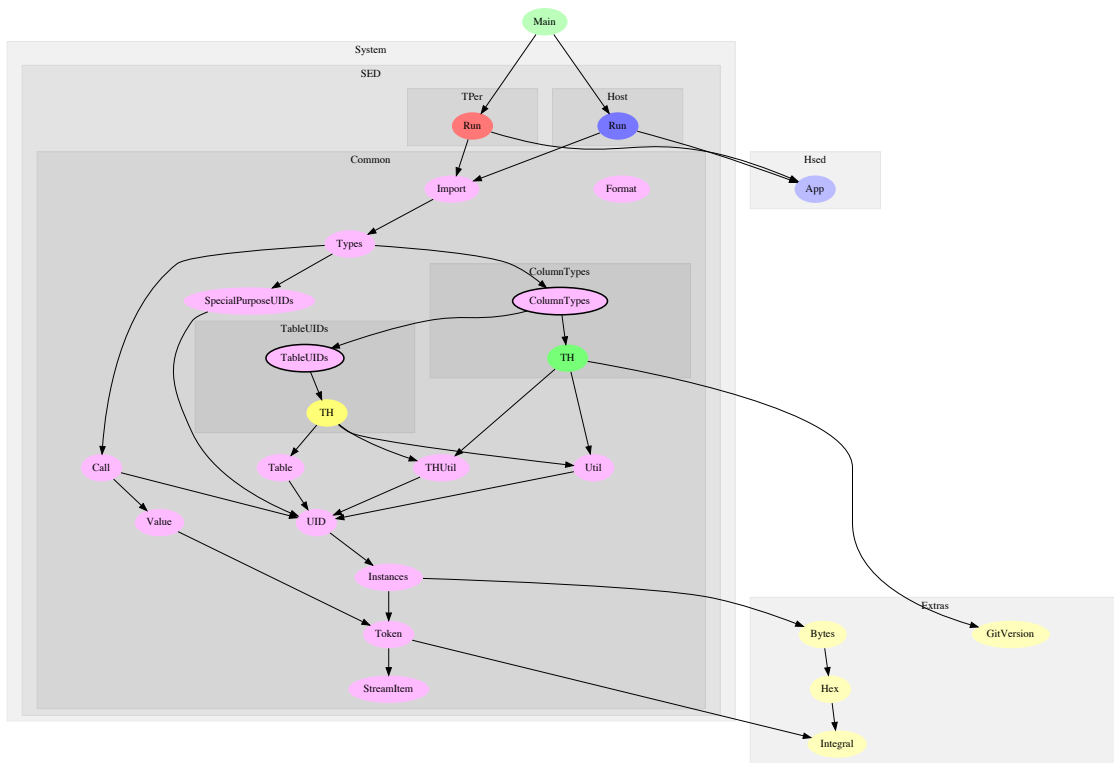 Main
System
SED
TPer
Host
Run
Run
Common
Hsed
Import
Format
App
Types
ColumnTypes
SpecialPurposeUIDs
ColumnTypes
TableUIDs
TableUIDs
TH
TH
Call
Table
THUtil
Util
Value
UID
Instances
Extras
Token
Bytes
GitVersion
StreamItem
Hex
Integral